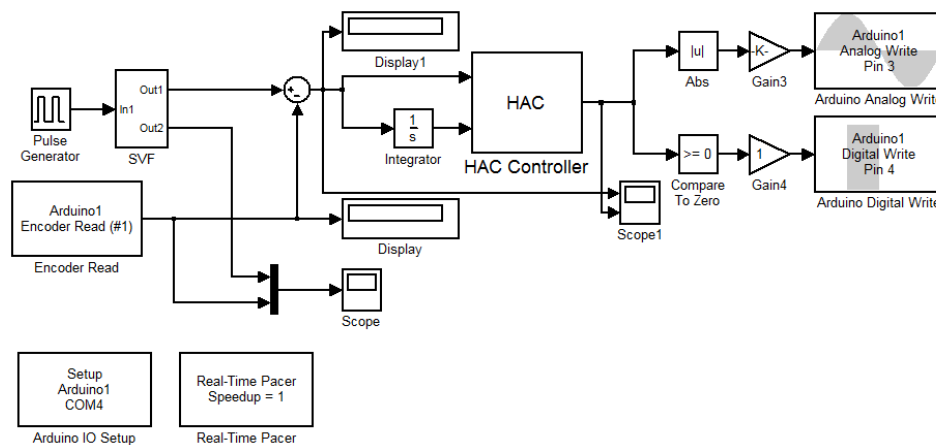 Display1
HAC
HAC Controller
|u|
Abs
-K-
Gain3
Arduino1
Analog Write
Pin 3
Arduino Analog Write
Pulse
Generator
In1
Out1
Out2
SVF
+
-
1
s
Integrator
>= 0
Compare
To Zero
1
Gain4
Arduino1
Digital Write
Pin 4
Arduino Digital Write
Arduino1
Encoder Read (#1)
Encoder Read
Display
Scope1
Scope
Setup
Arduino1
COM4
Arduino IO Setup
Real-Time Pacer
Speedup = 1
Real-Time Pacer